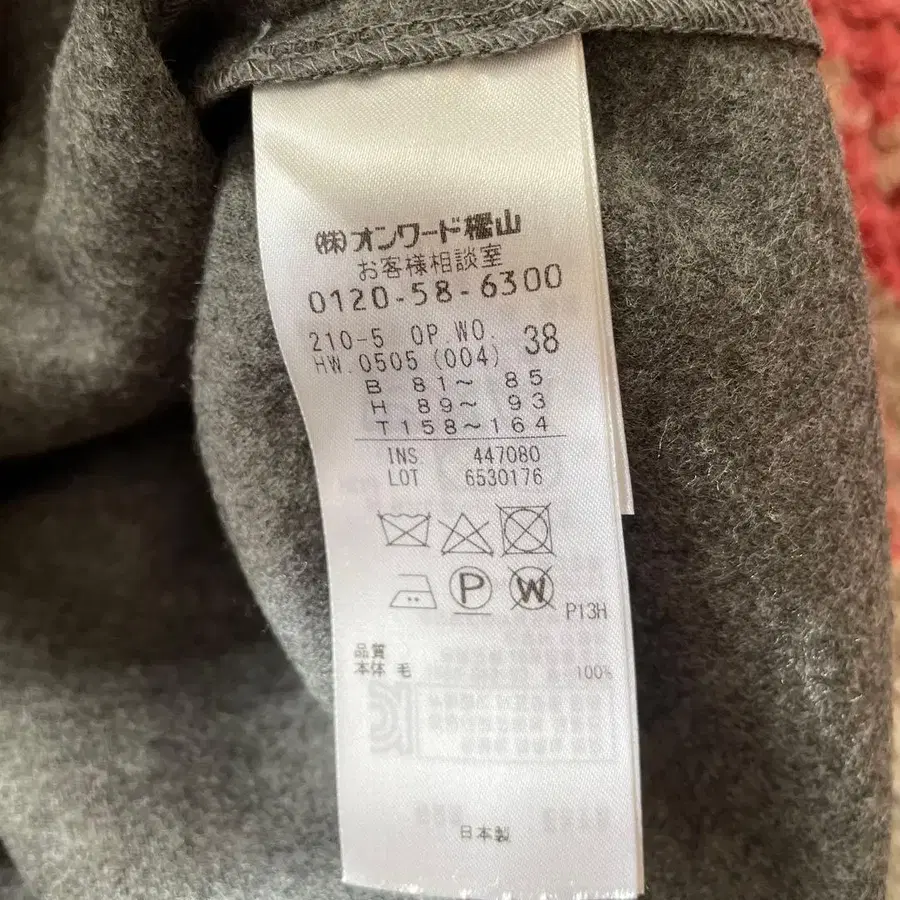 ㈱オンワード樫山
お客様相談室
0120-58-6300
210-5 OP.WO. 38
HW.0505 (004)
B 81～ 85
H 89～ 93
T158～164
INS. 447080
LOT 6530176
P W P13H
品質
本体 毛 100%
日本製